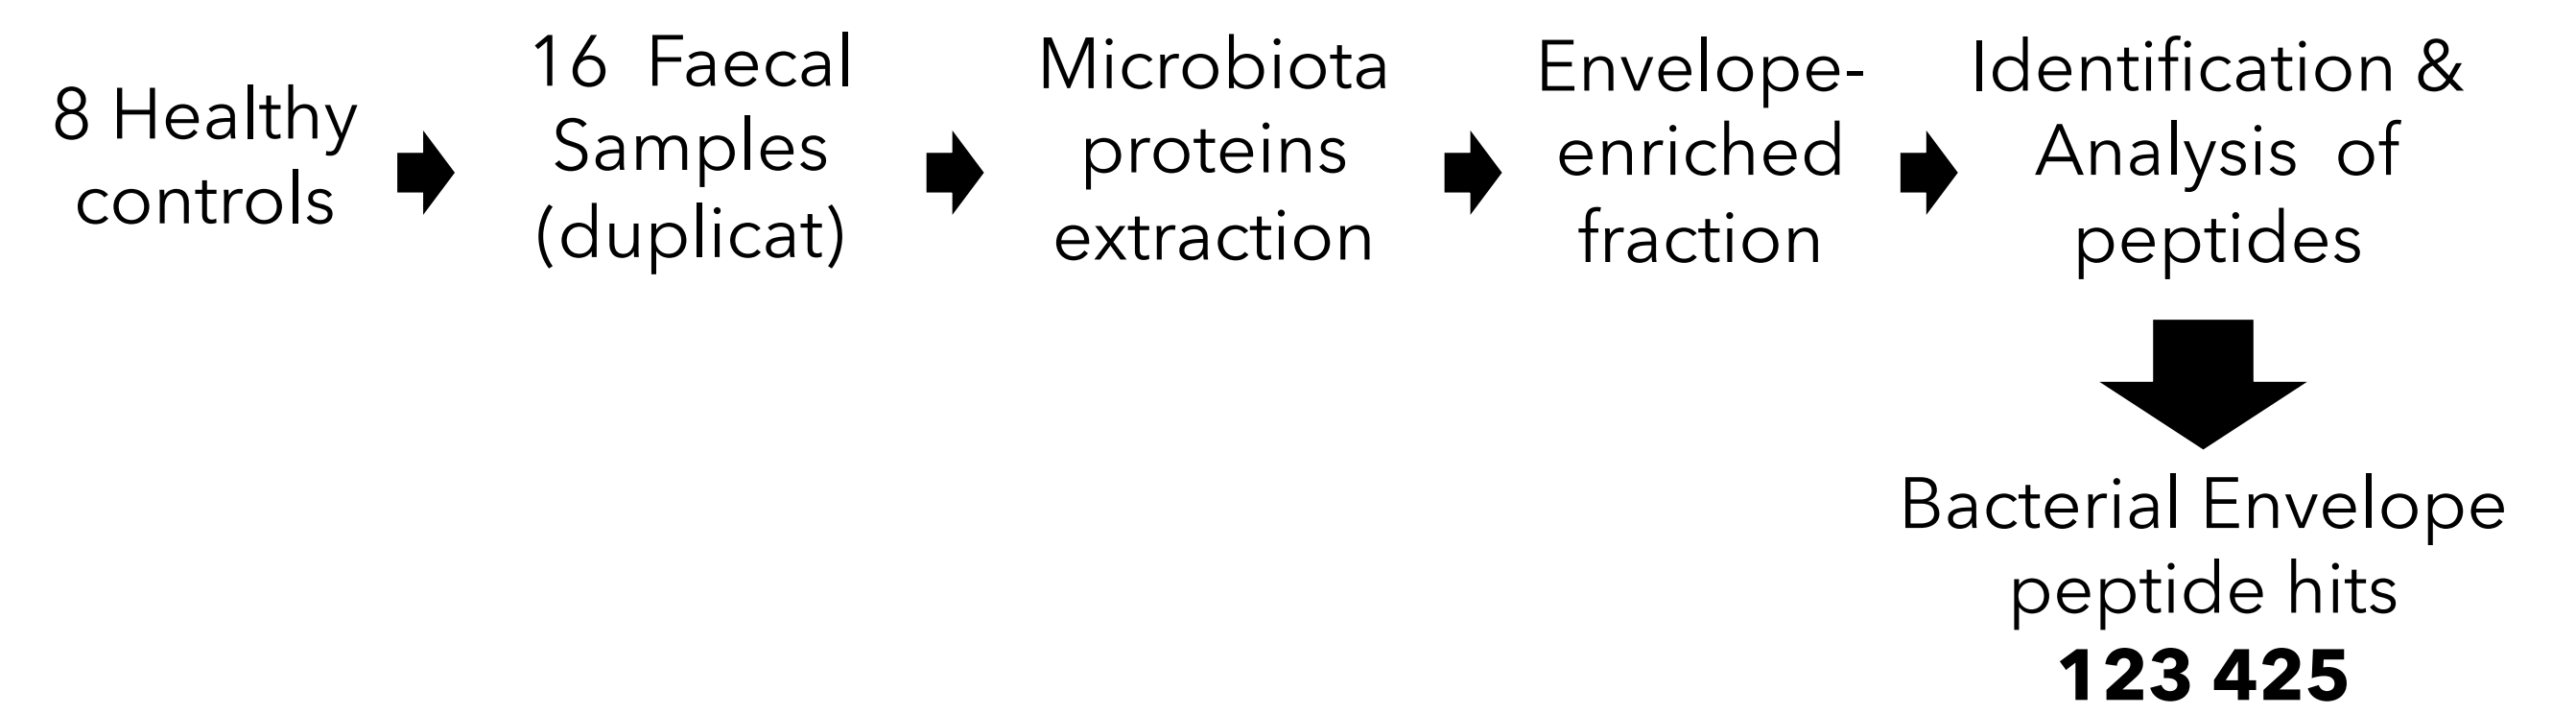 8 Healthy
controls
16 Faecal
Samples
(duplicat)
Microbiota
proteins
extraction
Envelope-
enriched
fraction
Identification &
Analysis of
peptides
Bacterial Envelope
peptide hits
123 425